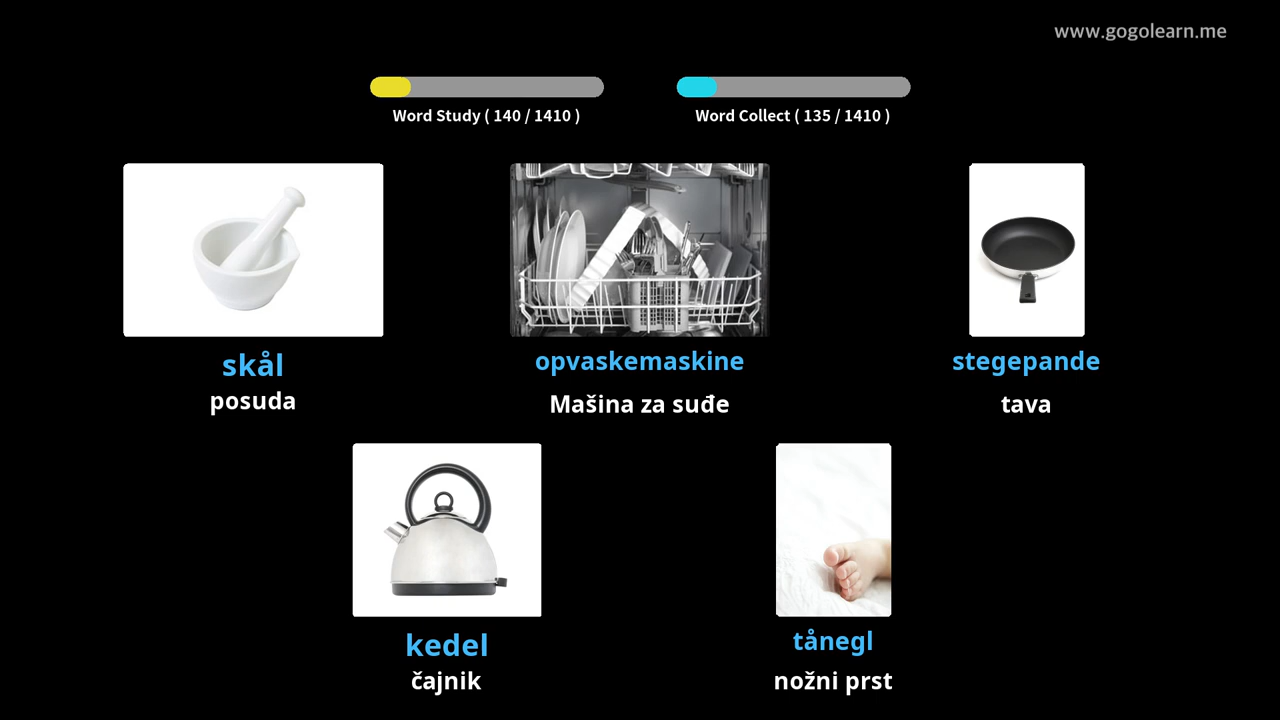 www.gogolearn.me
Word Study ( 140 / 1410 )
Word Collect ( 135 / 1410 )
skål
posuda
opvaskemaskine
Mašina za suđe
stegepande
tava
kedel
čajnik
tånegl
nožni prst